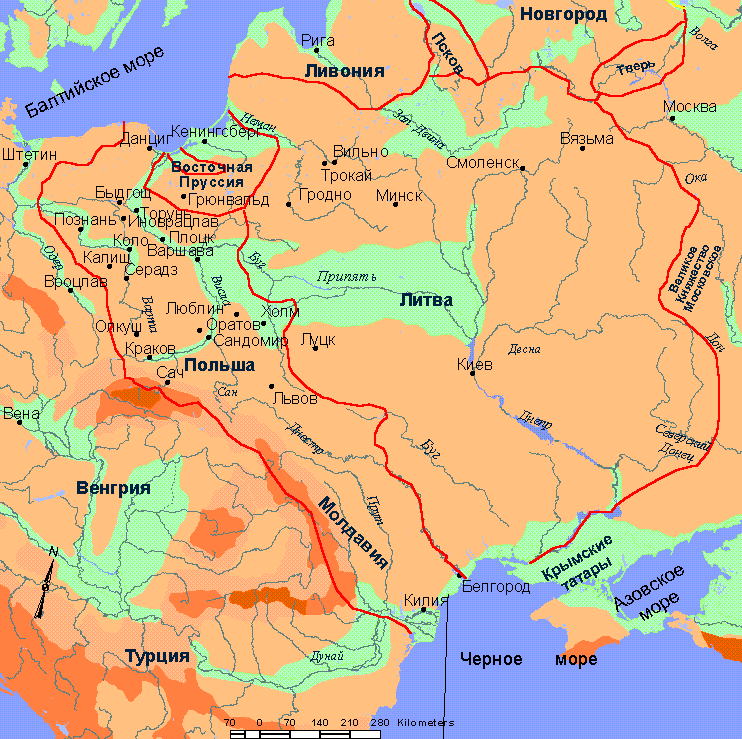 Новгород
Псков
Рига
Ливония
Волга
Тверь
Балтийское море
Москва
Неман
Зап. Двина
Данциг
Кенингсберг
Вязьма
Штетин
Вильно
Смоленск
Восточная
Пруссия
Трокай
Ока
Быдгощ
Грюнвальд
Гродно
Минск
Торунь
Познань
Иноврацлав
Плоцк
Коло
Варшава
Буг
Великое
Княжество
Московское
Одер
Калиш
Серадз
Припять
Вроцлав
Висла
Литва
Варта
Люблин
Холм
Олкуш
Оратов
Сандомир
Луцк
Десна
Дон
Краков
Польша
Киев
Сач
Сан
Львов
Вена
Днестр
Буг
Днепр
Северский
Донец
Венгрия
Молдавия
Прут
N
Крымские
татары
Белгород
Азовское
море
Килия
Турция
Дунай
Черное море
70 0 70 140 210 280 Kilometers